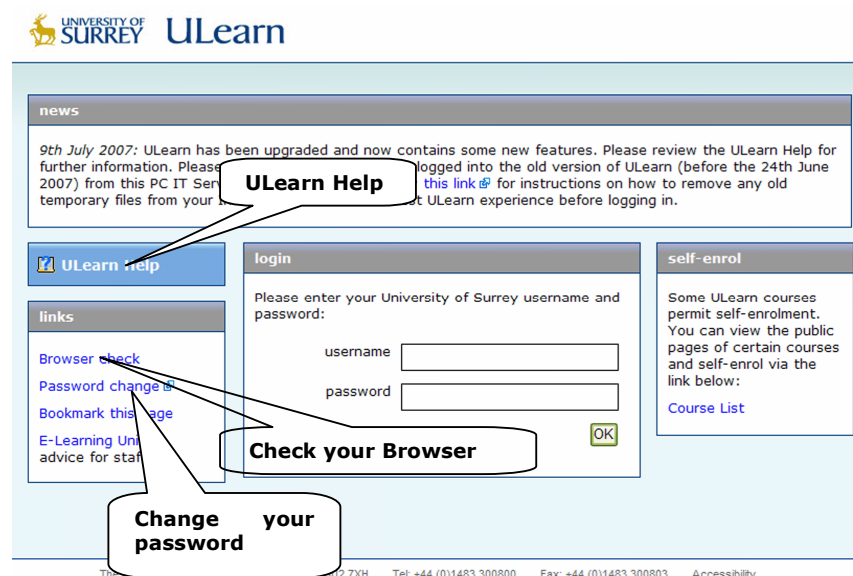 UNIVERSITY OF
SURREY ULearn
news
9th July 2007: ULearn has been upgraded and now contains some new features. Please review the ULearn Help for
further information. Please logged into the old version of ULearn (before the 24th June
2007) from this PC IT this link for instructions on how to remove any old
temporary files from your ULearn experience before logging in.
ULearn Help
ULearn Help
links
Browser check
Password change
Bookmark this page
E-Learning
advice for
login
Please enter your University of Surrey username and
password:
username
password
OK
Check your Browser
Change your
password
self-enrol
Some ULearn courses
permit self-enrolment.
You can view the public
pages of certain courses
and self-enrol via the
link below:
Course List
7XH Tel: +44 (0)1483 300800 Fax: +44 (0)1483 300803 Accessibility